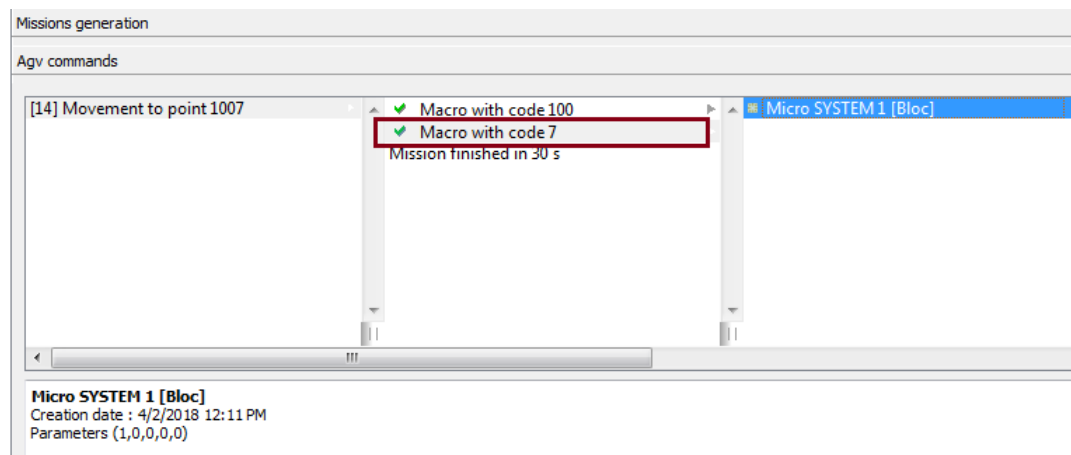 Missions generation
Agv commands
[14] Movement to point 1007
Macro with code 100
Macro with code 7
Mission finished in 30 s
Micro SYSTEM 1 [Bloc]
Micro SYSTEM 1 [Bloc]
Creation date : 4/2/2018 12:11 PM
Parameters (1,0,0,0,0)